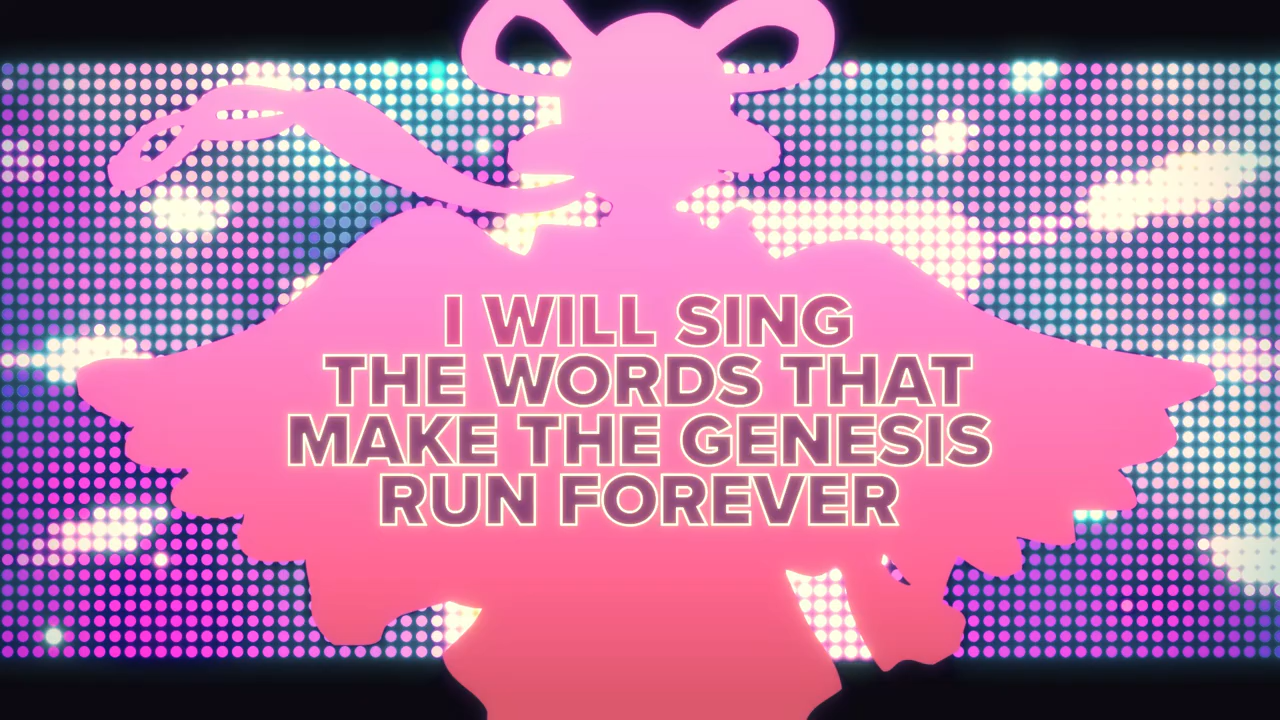 I WILL SING
THE WORDS THAT
MAKE THE GENESIS
RUN FOREVER